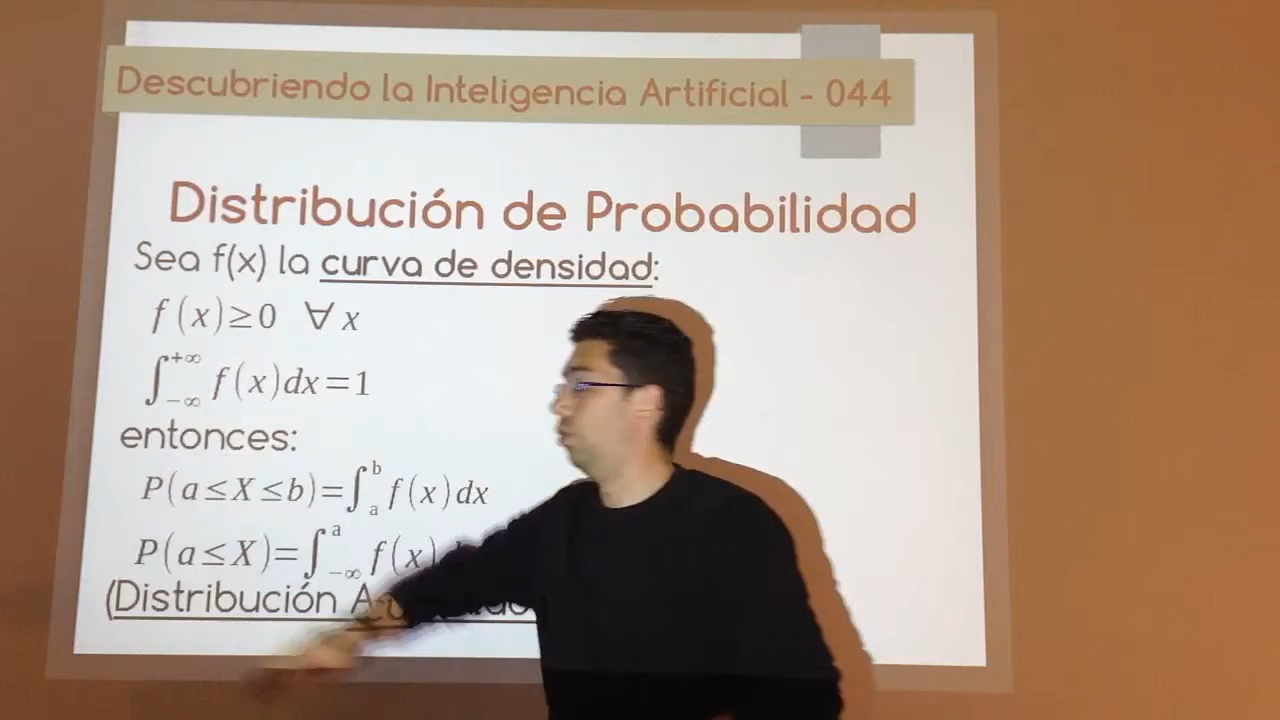 Descubriendo la Inteligencia Artificial - 044
Distribución de Probabilidad
Sea f(x) la curva de densidad:
f(x)≥0 ∀x
∫_{-∞}^{+∞} f(x)dx=1
entonces:
P(a≤X≤b)=∫_{a}^{b} f(x)dx
P(a≤X)=∫_{-∞}^{a} f(x)
(Distribución